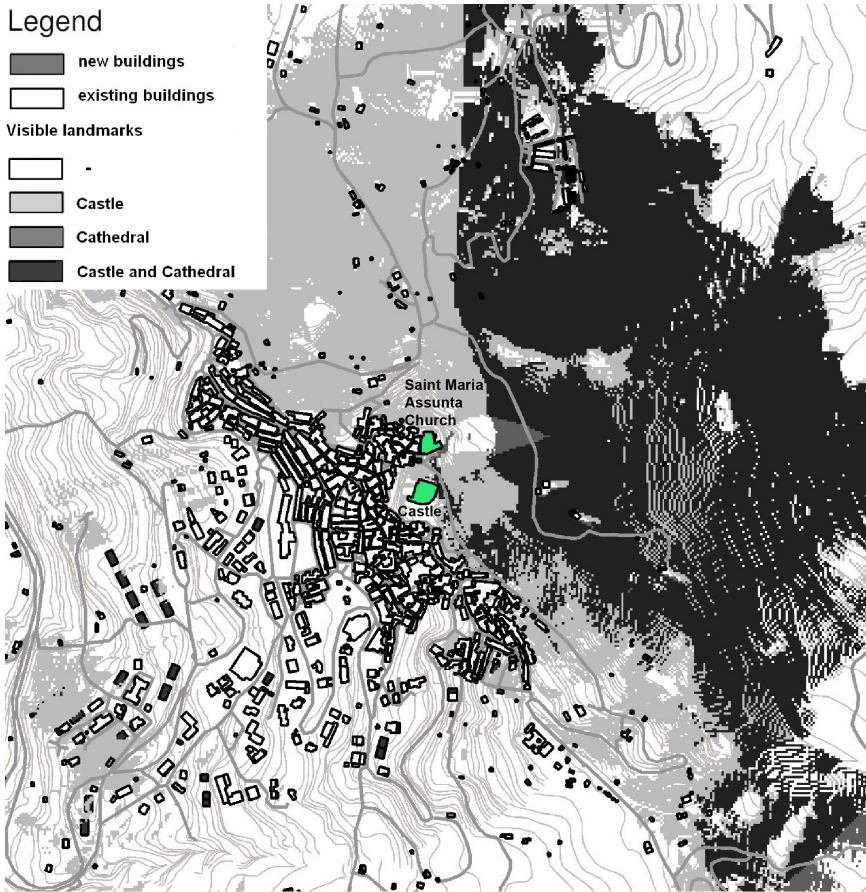 Legend
new buildings
existing buildings
Visible landmarks
-
Castle
Cathedral
Castle and Cathedral
Saint Maria
Assunta
Church
Castle